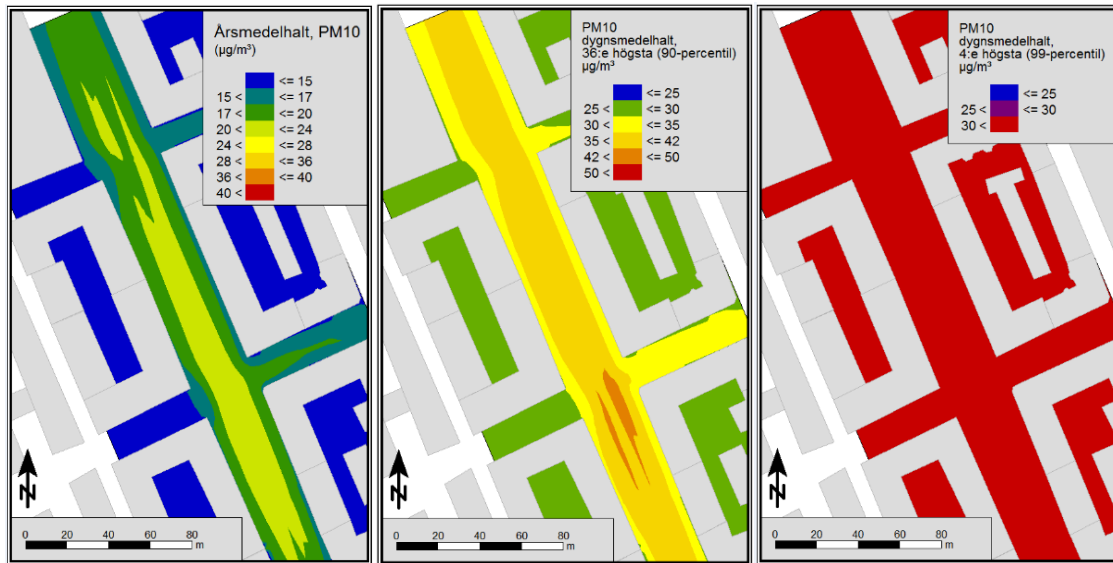 Årsmedelhalt, PM10
(µg/m³)
<= 15
15 < <= 17
17 < <= 20
20 < <= 24
24 < <= 28
28 < <= 36
36 < <= 40
40 <
N
0 20 40 60 80
m
PM10
dygnsmedelhalt,
36:e högsta (90-percentil)
µg/m³
<= 25
25 < <= 30
30 < <= 35
35 < <= 42
42 < <= 50
50 <
N
0 20 40 60 80
m
PM10
dygnsmedelhalt,
4:e högsta (99-percentil)
µg/m³
<= 25
25 < <= 30
30 <
N
0 20 40 60 80
m